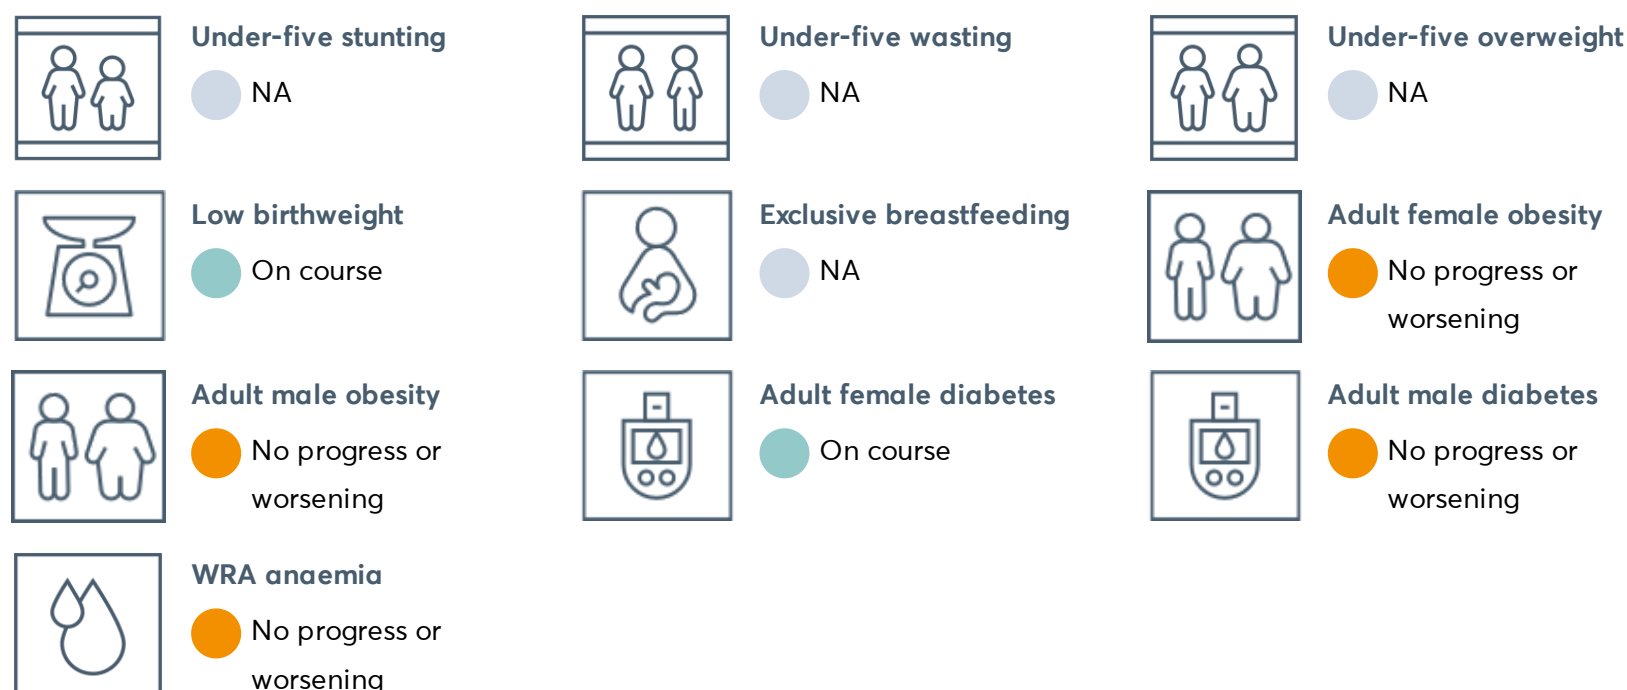 Under-five stunting
NA
Under-five wasting
NA
Under-five overweight
NA
Low birthweight
On course
Exclusive breastfeeding
NA
Adult female obesity
No progress or
worsening
Adult male obesity
No progress or
worsening
Adult female diabetes
On course
Adult male diabetes
No progress or
worsening
WRA anaemia
No progress or
worsening